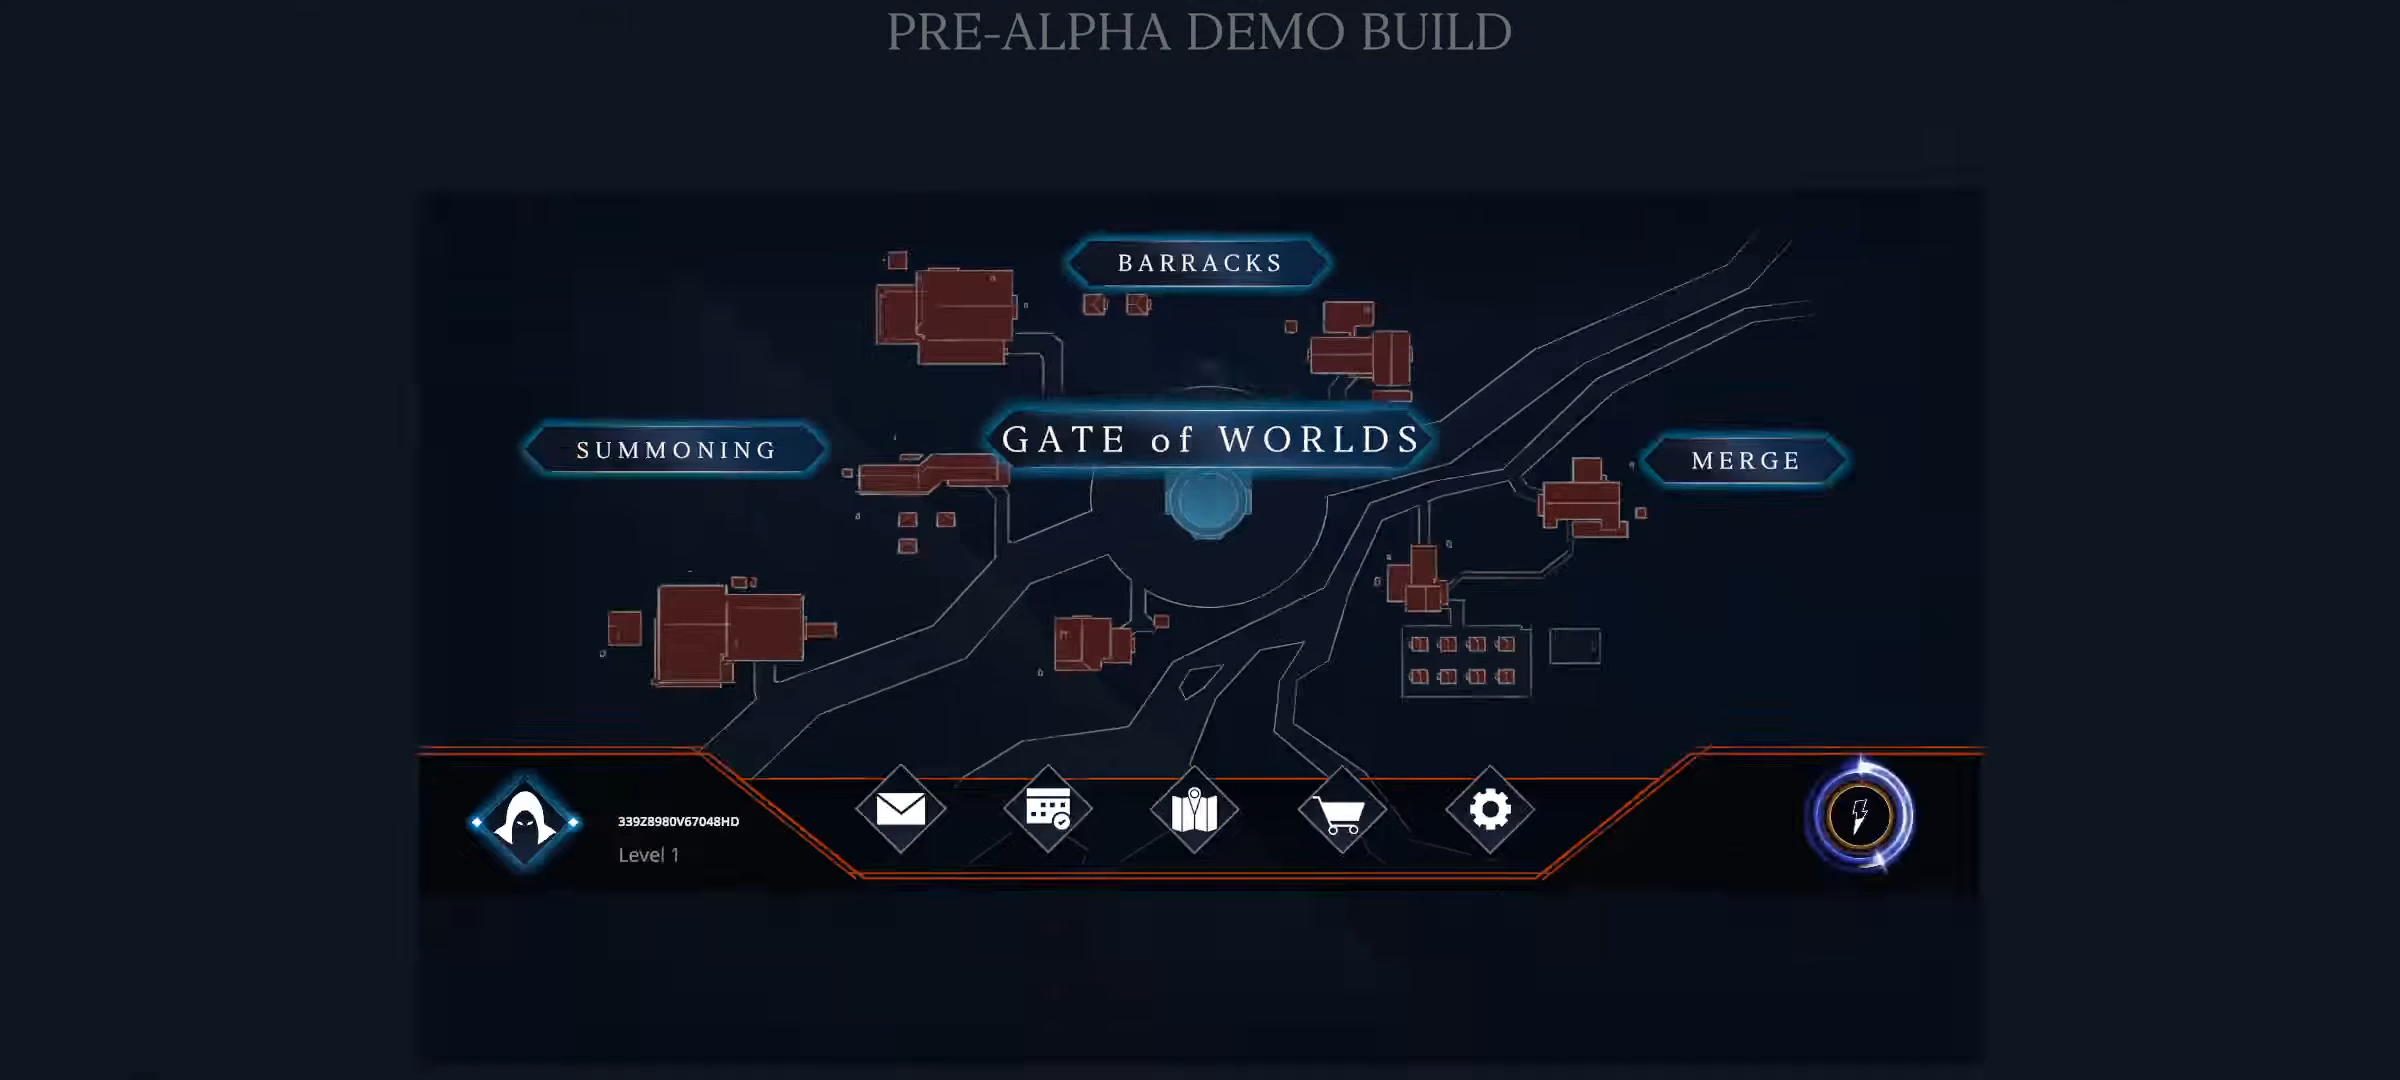 PRE-ALPHA DEMO BUILD
BARRACKS
GATE of WORLDS
SUMMONING
MERGE
339Z8980V67048HD
Level 1